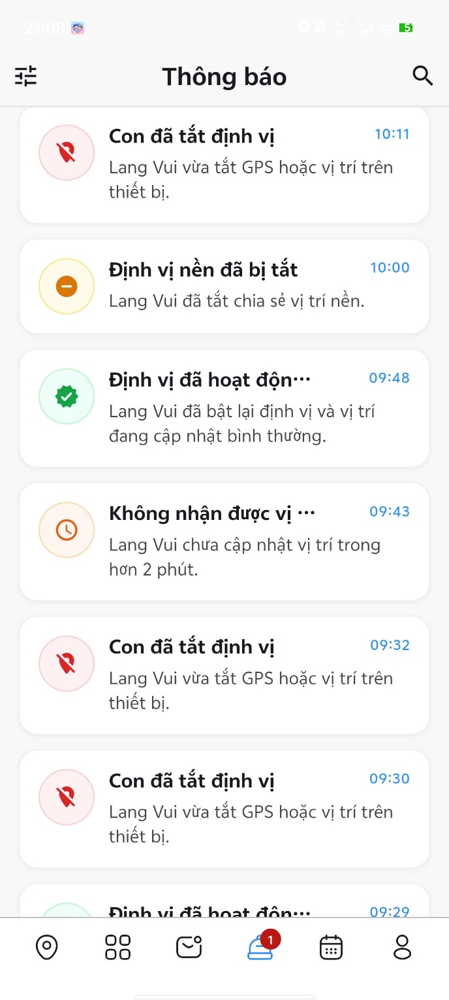 23:08
5
Thông báo
Con đã tắt định vị
10:11
Lang Vui vừa tắt GPS hoặc vị trí trên
thiết bị.
Định vị nền đã bị tắt
10:00
Lang Vui đã tắt chia sẻ vị trí nền.
Định vị đã hoạt độn...
09:48
Lang Vui đã bật lại định vị và vị trí
đang cập nhật bình thường.
Không nhận được vị ...
09:43
Lang Vui chưa cập nhật vị trí trong
hơn 2 phút.
Con đã tắt định vị
09:32
Lang Vui vừa tắt GPS hoặc vị trí trên
thiết bị.
Con đã tắt định vị
09:30
Lang Vui vừa tắt GPS hoặc vị trí trên
thiết bị.
Định vị đã hoạt độn...
09:29
1